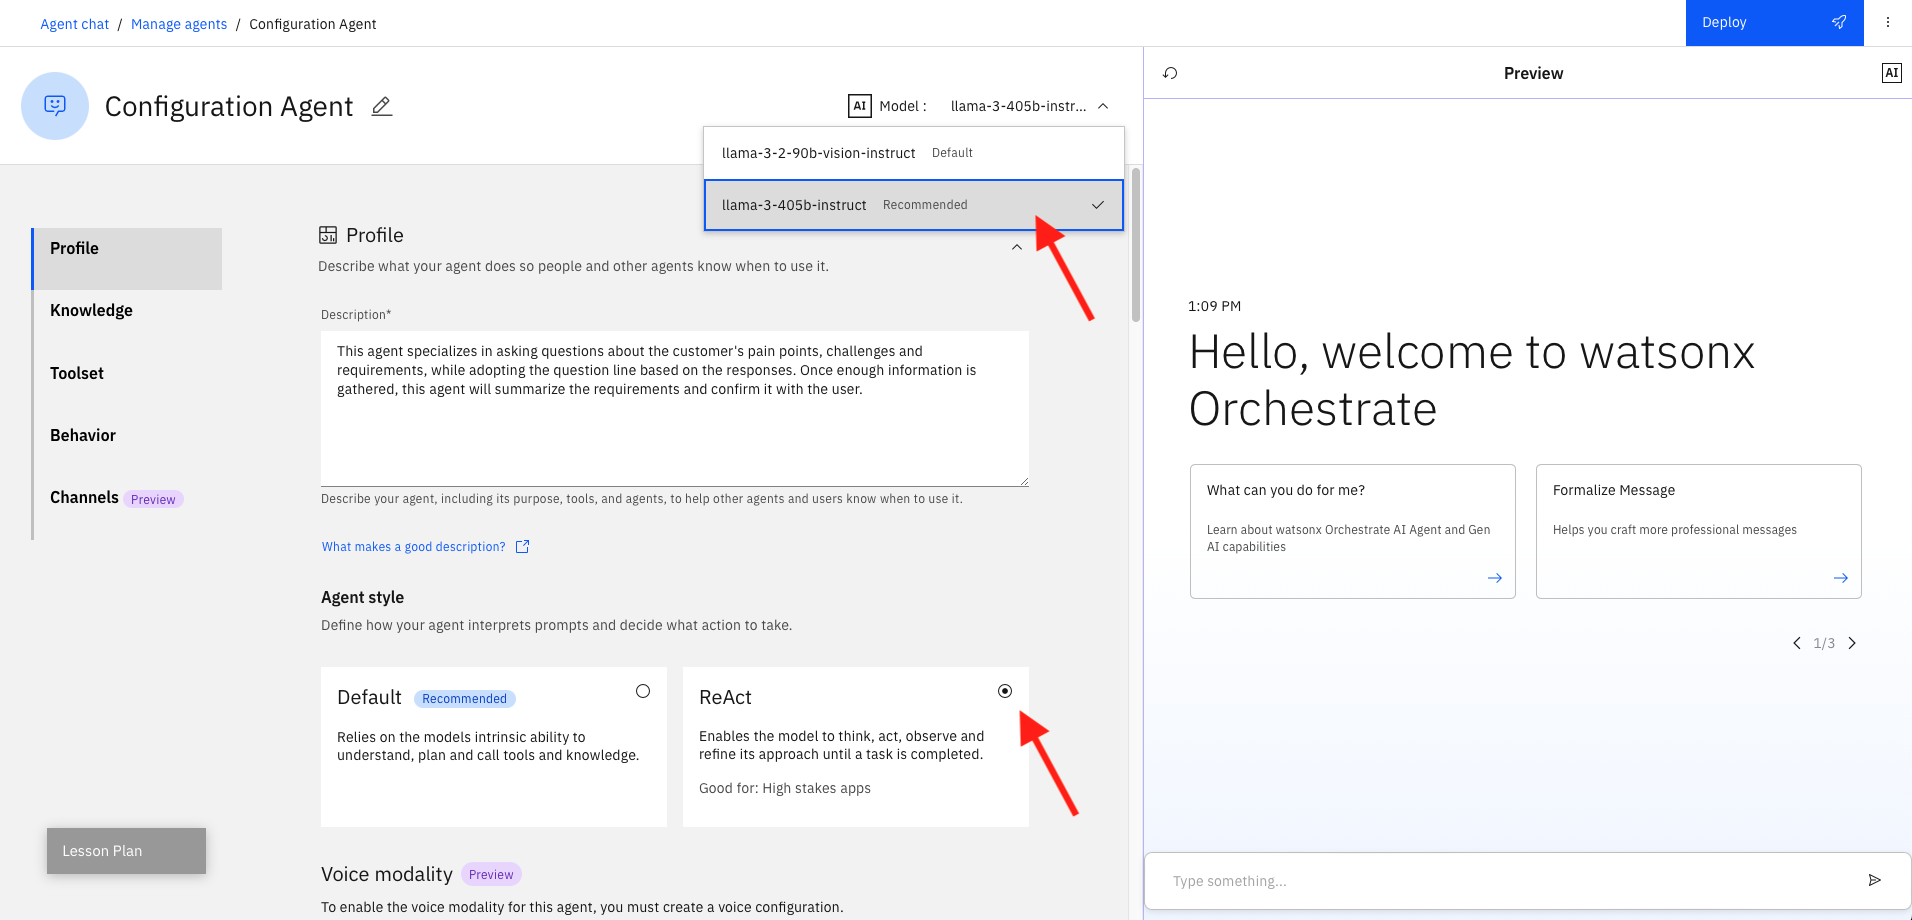 Agent chat / Manage agents / Configuration Agent
Deploy
Configuration Agent
AI Model : llama-3-405b-instr...
llama-3-2-90b-vision-instruct Default
llama-3-405b-instruct Recommended
Profile
Knowledge
Toolset
Behavior
Channels Preview
Lesson Plan
Profile
Describe what your agent does so people and other agents know when to use it.
Description*
This agent specializes in asking questions about the customer's pain points, challenges and
requirements, while adopting the question line based on the responses. Once enough information is
gathered, this agent will summarize the requirements and confirm it with the user.
Describe your agent, including its purpose, tools, and agents, to help other agents and users know when to use it.
What makes a good description?
Agent style
Define how your agent interprets prompts and decide what action to take.
Default Recommended
Relies on the models intrinsic ability to
understand, plan and call tools and knowledge.
ReAct
Enables the model to think, act, observe and
refine its approach until a task is completed.
Good for: High stakes apps
Voice modality Preview
To enable the voice modality for this agent, you must create a voice configuration.
Preview
AI
1:09 PM
Hello, welcome to watsonx
Orchestrate
What can you do for me?
Learn about watsonx Orchestrate AI Agent and Gen
AI capabilities
Formalize Message
Helps you craft more professional messages
1/3
Type something...